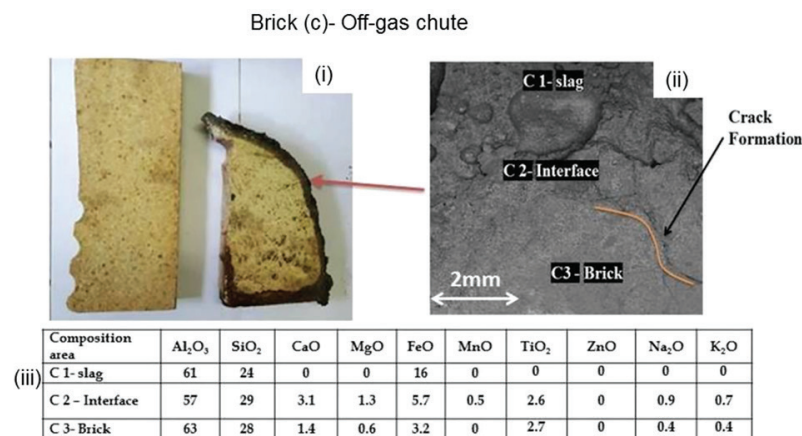 Brick (c)- Off-gas chute
(i)
(ii)
C 1- slag
Crack
Formation
C 2- Interface
C3 - Brick
2mm
(iii)
Composition area Al₂O₃ SiO₂ CaO MgO FeO MnO TiO₂ ZnO Na₂O K₂O
C 1- slag 61 24 0 0 16 0 0 0 0 0
C 2 – Interface 57 29 3.1 1.3 5.7 0.5 2.6 0 0.9 0.7
C 3- Brick 63 28 1.4 0.6 3.2 0 2.7 0 0.4 0.4